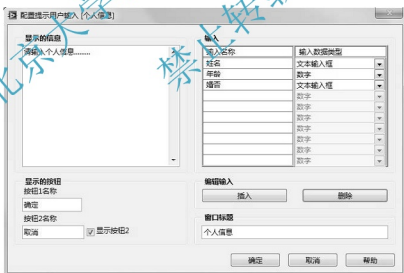 配置提示用户输入 [个人信息]
显示的信息
请输入个人信息.........
输入
输入名称 输入数据类型
姓名 文本输入框
年龄 数字
婚否 文本输入框
数字
数字
数字
数字
数字
数字
显示的按钮
按钮1名称
确定
按钮2名称
取消 显示按钮2
编辑输入
插入 删除
窗口标题
个人信息
确定 取消 帮助
禁止转
京大